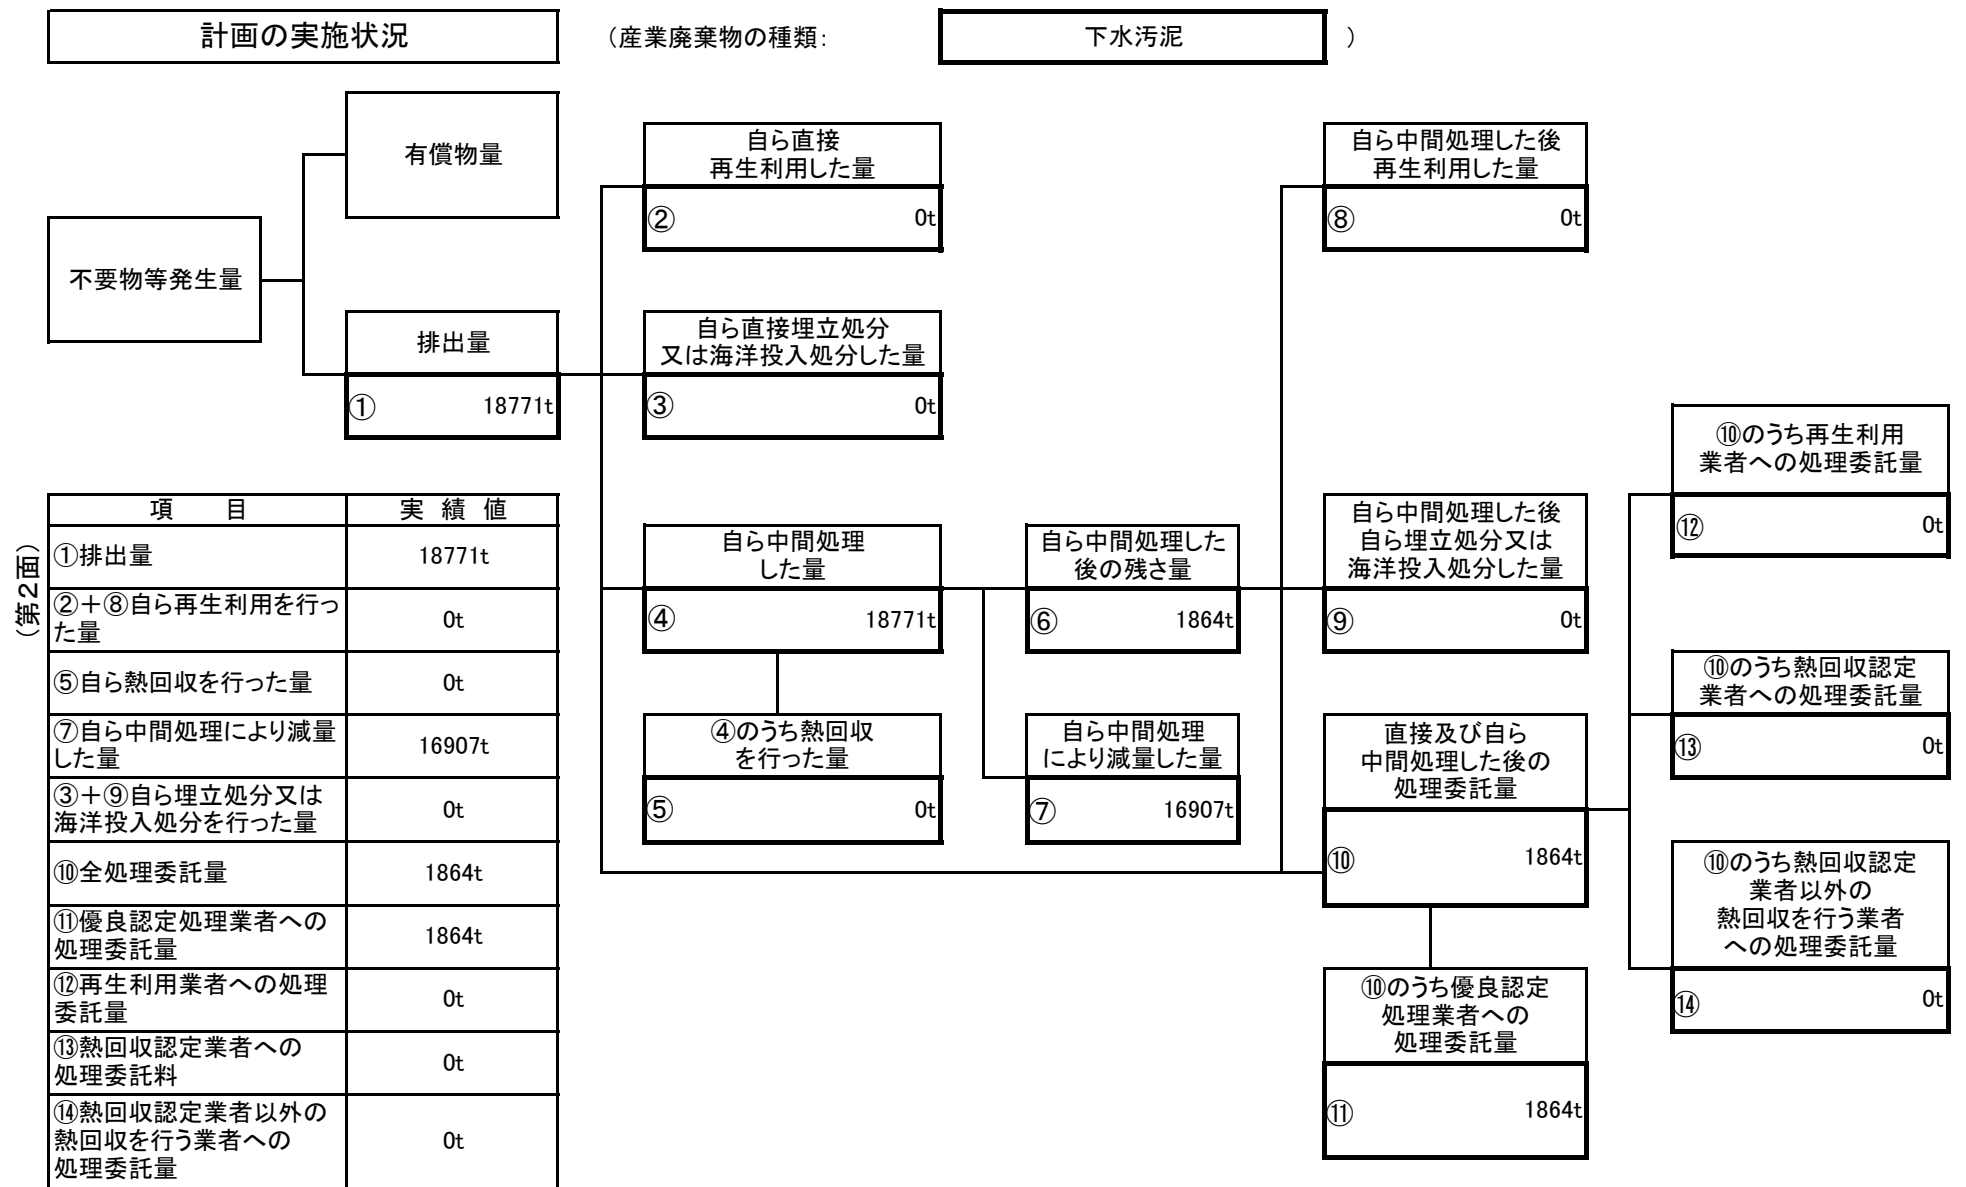 計画の実施状況
（産業廃棄物の種類：
下水汚泥
）
有償物量
不要物等発生量
排出量
① 18771t
自ら直接
再生利用した量
② 0t
自ら直接埋立処分
又は海洋投入処分した量
③ 0t
自ら中間処理した後
再生利用した量
⑧ 0t
（第２面）
項　目 実 績 値
①排出量 18771t
②＋⑧自ら再生利用を行っ
た量 0t
⑤自ら熱回収を行った量 0t
⑦自ら中間処理により減量
した量 16907t
③＋⑨自ら埋立処分又は
海洋投入処分を行った量 0t
⑩全処理委託量 1864t
⑪優良認定処理業者への
処理委託量 1864t
⑫再生利用業者への処理
委託量 0t
⑬熱回収認定業者への
処理委託料 0t
⑭熱回収認定業者以外の
熱回収を行う業者への
処理委託量 0t
自ら中間処理
した量
④ 18771t
④のうち熱回収
を行った量
⑤ 0t
自ら中間処理した
後の残さ量
⑥ 1864t
自ら中間処理
により減量した量
⑦ 16907t
自ら中間処理した後
自ら埋立処分又は
海洋投入処分した量
⑨ 0t
直接及び自ら
中間処理した後の
処理委託量
⑩ 1864t
⑩のうち優良認定
処理業者への
処理委託量
⑪ 1864t
⑩のうち再生利用
業者への処理委託量
⑫ 0t
⑩のうち熱回収認定
業者への処理委託量
⑬ 0t
⑩のうち熱回収認定
業者以外の
熱回収を行う業者
への処理委託量
⑭ 0t